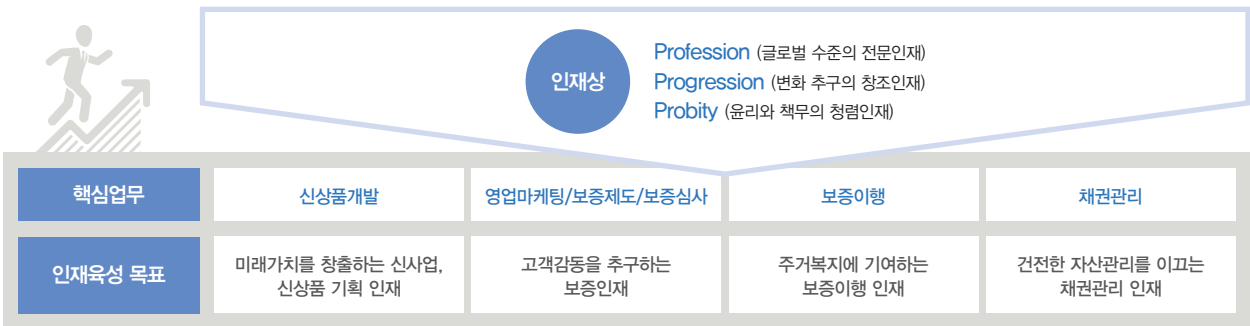 인재상
Profession (글로벌 수준의 전문인재)
Progression (변화 추구의 창조인재)
Probity (윤리와 책무의 청렴인재)
핵심업무
신상품개발
영업마케팅/보증제도/보증심사
보증이행
채권관리
인재육성 목표
미래가치를 창출하는 신사업,
신상품 기획 인재
고객감동을 추구하는
보증인재
주거복지에 기여하는
보증이행 인재
건전한 자산관리를 이끄는
채권관리 인재